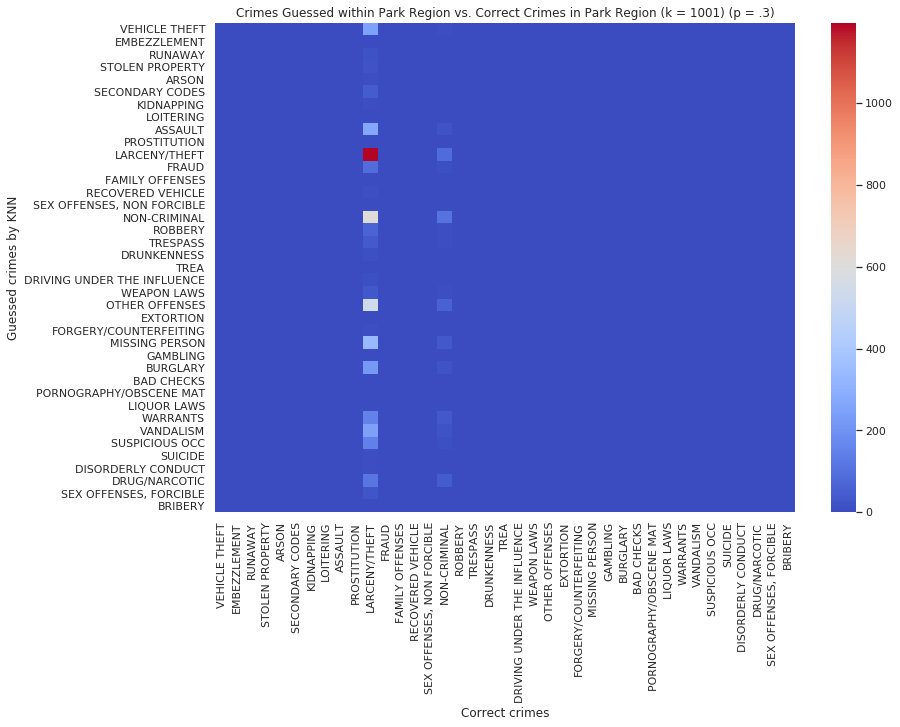 Crimes Guessed within Park Region vs. Correct Crimes in Park Region (k = 1001) (p = .3)
Guessed crimes by KNN
VEHICLE THEFT
EMBEZZLEMENT
RUNAWAY
STOLEN PROPERTY
ARSON
SECONDARY CODES
KIDNAPPING
LOITERING
ASSAULT
PROSTITUTION
LARCENY/THEFT
FRAUD
FAMILY OFFENSES
RECOVERED VEHICLE
SEX OFFENSES, NON FORCIBLE
NON-CRIMINAL
ROBBERY
TRESPASS
DRUNKENNESS
TREA
DRIVING UNDER THE INFLUENCE
WEAPON LAWS
OTHER OFFENSES
EXTORTION
FORGERY/COUNTERFEITING
MISSING PERSON
GAMBLING
BURGLARY
BAD CHECKS
PORNOGRAPHY/OBSCENE MAT
LIQUOR LAWS
WARRANTS
VANDALISM
SUSPICIOUS OCC
SUICIDE
DISORDERLY CONDUCT
DRUG/NARCOTIC
SEX OFFENSES, FORCIBLE
BRIBERY
1000
800
600
400
200
0
VEHICLE THEFT
EMBEZZLEMENT
RUNAWAY
STOLEN PROPERTY
ARSON
SECONDARY CODES
KIDNAPPING
LOITERING
ASSAULT
PROSTITUTION
LARCENY/THEFT
FRAUD
FAMILY OFFENSES
RECOVERED VEHICLE
SEX OFFENSES, NON FORCIBLE
NON-CRIMINAL
ROBBERY
TRESPASS
DRUNKENNESS
TREA
DRIVING UNDER THE INFLUENCE
WEAPON LAWS
OTHER OFFENSES
EXTORTION
FORGERY/COUNTERFEITING
MISSING PERSON
GAMBLING
BURGLARY
BAD CHECKS
PORNOGRAPHY/OBSCENE MAT
LIQUOR LAWS
WARRANTS
VANDALISM
SUSPICIOUS OCC
SUICIDE
DISORDERLY CONDUCT
DRUG/NARCOTIC
SEX OFFENSES, FORCIBLE
BRIBERY
Correct crimes